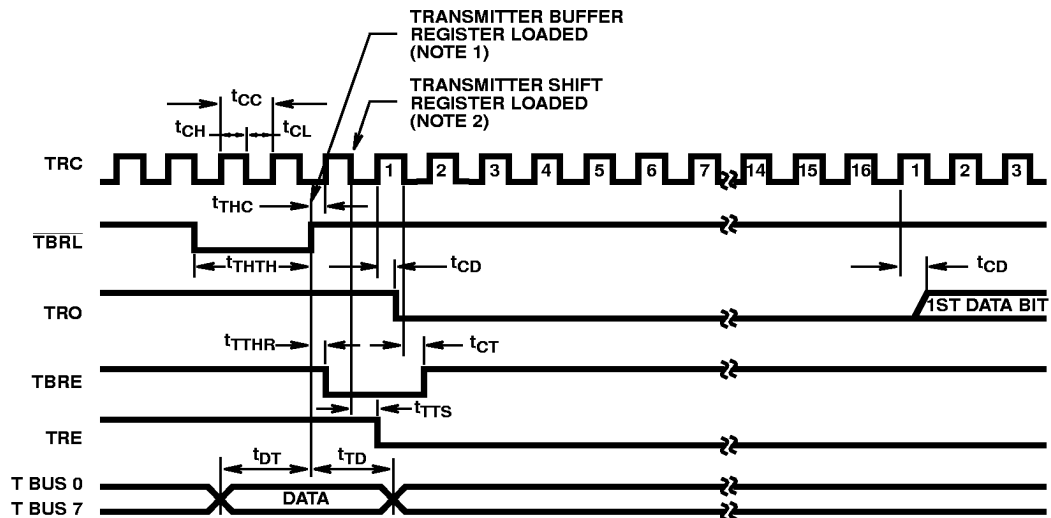 TRANSMITTER BUFFER
REGISTER LOADED
(NOTE 1)
TRANSMITTER SHIFT
REGISTER LOADED
(NOTE 2)
tCC
tCH
tCL
TRC
1 2 3 4 5 6 7 14 15 16 1 2 3
tTHC
TBRL
tTHTH
tCD
tCD
TRO
1ST DATA BIT
tTTHR
tCT
TBRE
tTTS
TRE
tDT
tTD
T BUS 0
DATA
T BUS 7